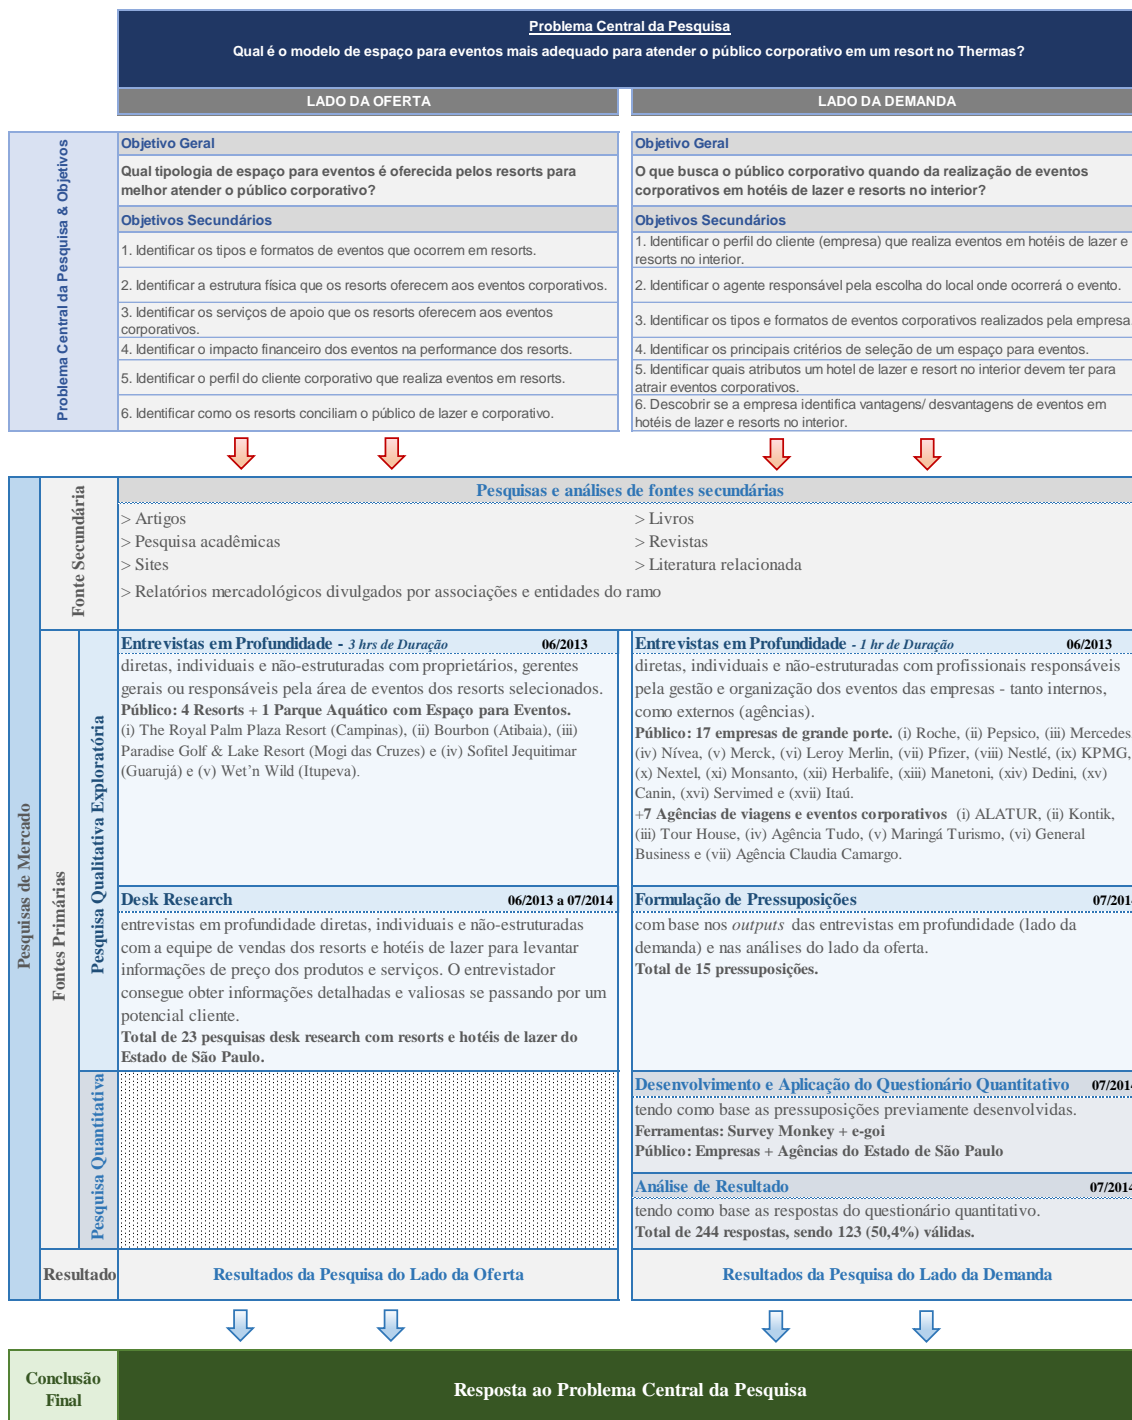 Problema Central da Pesquisa
Qual é o modelo de espaço para eventos mais adequado para atender o público corporativo em um resort no Thermas?
LADO DA OFERTA
LADO DA DEMANDA
Problema Central da Pesquisa & Objetivos
Objetivo Geral
Qual tipologia de espaço para eventos é oferecida pelos resorts para
melhor atender o público corporativo?
Objetivos Secundários
1. Identificar os tipos e formatos de eventos que ocorrem em resorts.
2. Identificar a estrutura física que os resorts oferecem aos eventos corporativos.
3. Identificar os serviços de apoio que os resorts oferecem aos eventos
corporativos.
4. Identificar o impacto financeiro dos eventos na performance dos resorts.
5. Identificar o perfil do cliente corporativo que realiza eventos em resorts.
6. Identificar como os resorts conciliam o público de lazer e corporativo.
Objetivo Geral
O que busca o público corporativo quando da realização de eventos
corporativos em hotéis de lazer e resorts no interior?
Objetivos Secundários
1. Identificar o perfil do cliente (empresa) que realiza eventos em hotéis de lazer e
resorts no interior.
2. Identificar o agente responsável pela escolha do local onde ocorrerá o evento.
3. Identificar os tipos e formatos de eventos corporativos realizados pela empresa.
4. Identificar os principais critérios de seleção de um espaço para eventos.
5. Identificar quais atributos um hotel de lazer e resort no interior devem ter para
atrair eventos corporativos.
6. Descobrir se a empresa identifica vantagens/ desvantagens de eventos em
hotéis de lazer e resorts no interior.
Pesquisas de Mercado
Fonte Secundária
Pesquisas e análises de fontes secundárias
> Artigos
> Pesquisa acadêmicas
> Sites
> Livros
> Revistas
> Literatura relacionada
> Relatórios mercadológicos divulgados por associações e entidades do ramo
Fontes Primárias
Pesquisa Qualitativa Exploratória
Entrevistas em Profundidade - 3 hrs de Duração 06/2013
diretas, individuais e não-estruturadas com proprietários, gerentes
gerais ou responsáveis pela área de eventos dos resorts selecionados.
Público: 4 Resorts + 1 Parque Aquático com Espaço para Eventos.
(i) The Royal Palm Plaza Resort (Campinas), (ii) Bourbon (Atibaia), (iii)
Paradise Golf & Lake Resort (Mogi das Cruzes) e (iv) Sofitel Jequitimar
(Guarujá) e (v) Wet'n Wild (Itupeva).
Entrevistas em Profundidade - 1 hr de Duração 06/2013
diretas, individuais e não-estruturadas com profissionais responsáveis
pela gestão e organização dos eventos das empresas - tanto internos,
como externos (agências).
Público: 17 empresas de grande porte. (i) Roche, (ii) Pepsico, (iii) Mercedes,
(iv) Nívea, (v) Merck, (vi) Leroy Merlin, (vii) Pfizer, (viii) Nestlé, (ix) KPMG,
(x) Nextel, (xi) Monsanto, (xii) Herbalife, (xiii) Manetoni, (xiv) Dedini, (xv)
Canin, (xvi) Servimed e (xvii) Itaú.
+7 Agências de viagens e eventos corporativos (i) ALATUR, (ii) Kontik,
(iii) Tour House, (iv) Agência Tudo, (v) Maringá Turismo, (vi) General
Business e (vii) Agência Claudia Camargo.
Desk Research 06/2013 a 07/2014
entrevistas em profundidade diretas, individuais e não-estruturadas
com a equipe de vendas dos resorts e hotéis de lazer para levantar
informações de preço dos produtos e serviços. O entrevistador
consegue obter informações detalhadas e valiosas se passando por um
potencial cliente.
Total de 23 pesquisas desk research com resorts e hotéis de lazer do
Estado de São Paulo.
Formulação de Pressuposições 07/2014
com base nos outputs das entrevistas em profundidade (lado da
demanda) e nas análises do lado da oferta.
Total de 15 pressuposições.
Pesquisa Quantitativa
Desenvolvimento e Aplicação do Questionário Quantitativo 07/2014
tendo como base as pressuposições previamente desenvolvidas.
Ferramentas: Survey Monkey + e-goi
Público: Empresas + Agências do Estado de São Paulo
Análise de Resultado 07/2014
tendo como base as respostas do questionário quantitativo.
Total de 244 respostas, sendo 123 (50,4%) válidas.
Resultado
Resultados da Pesquisa do Lado da Oferta
Resultados da Pesquisa do Lado da Demanda
Conclusão
Final
Resposta ao Problema Central da Pesquisa